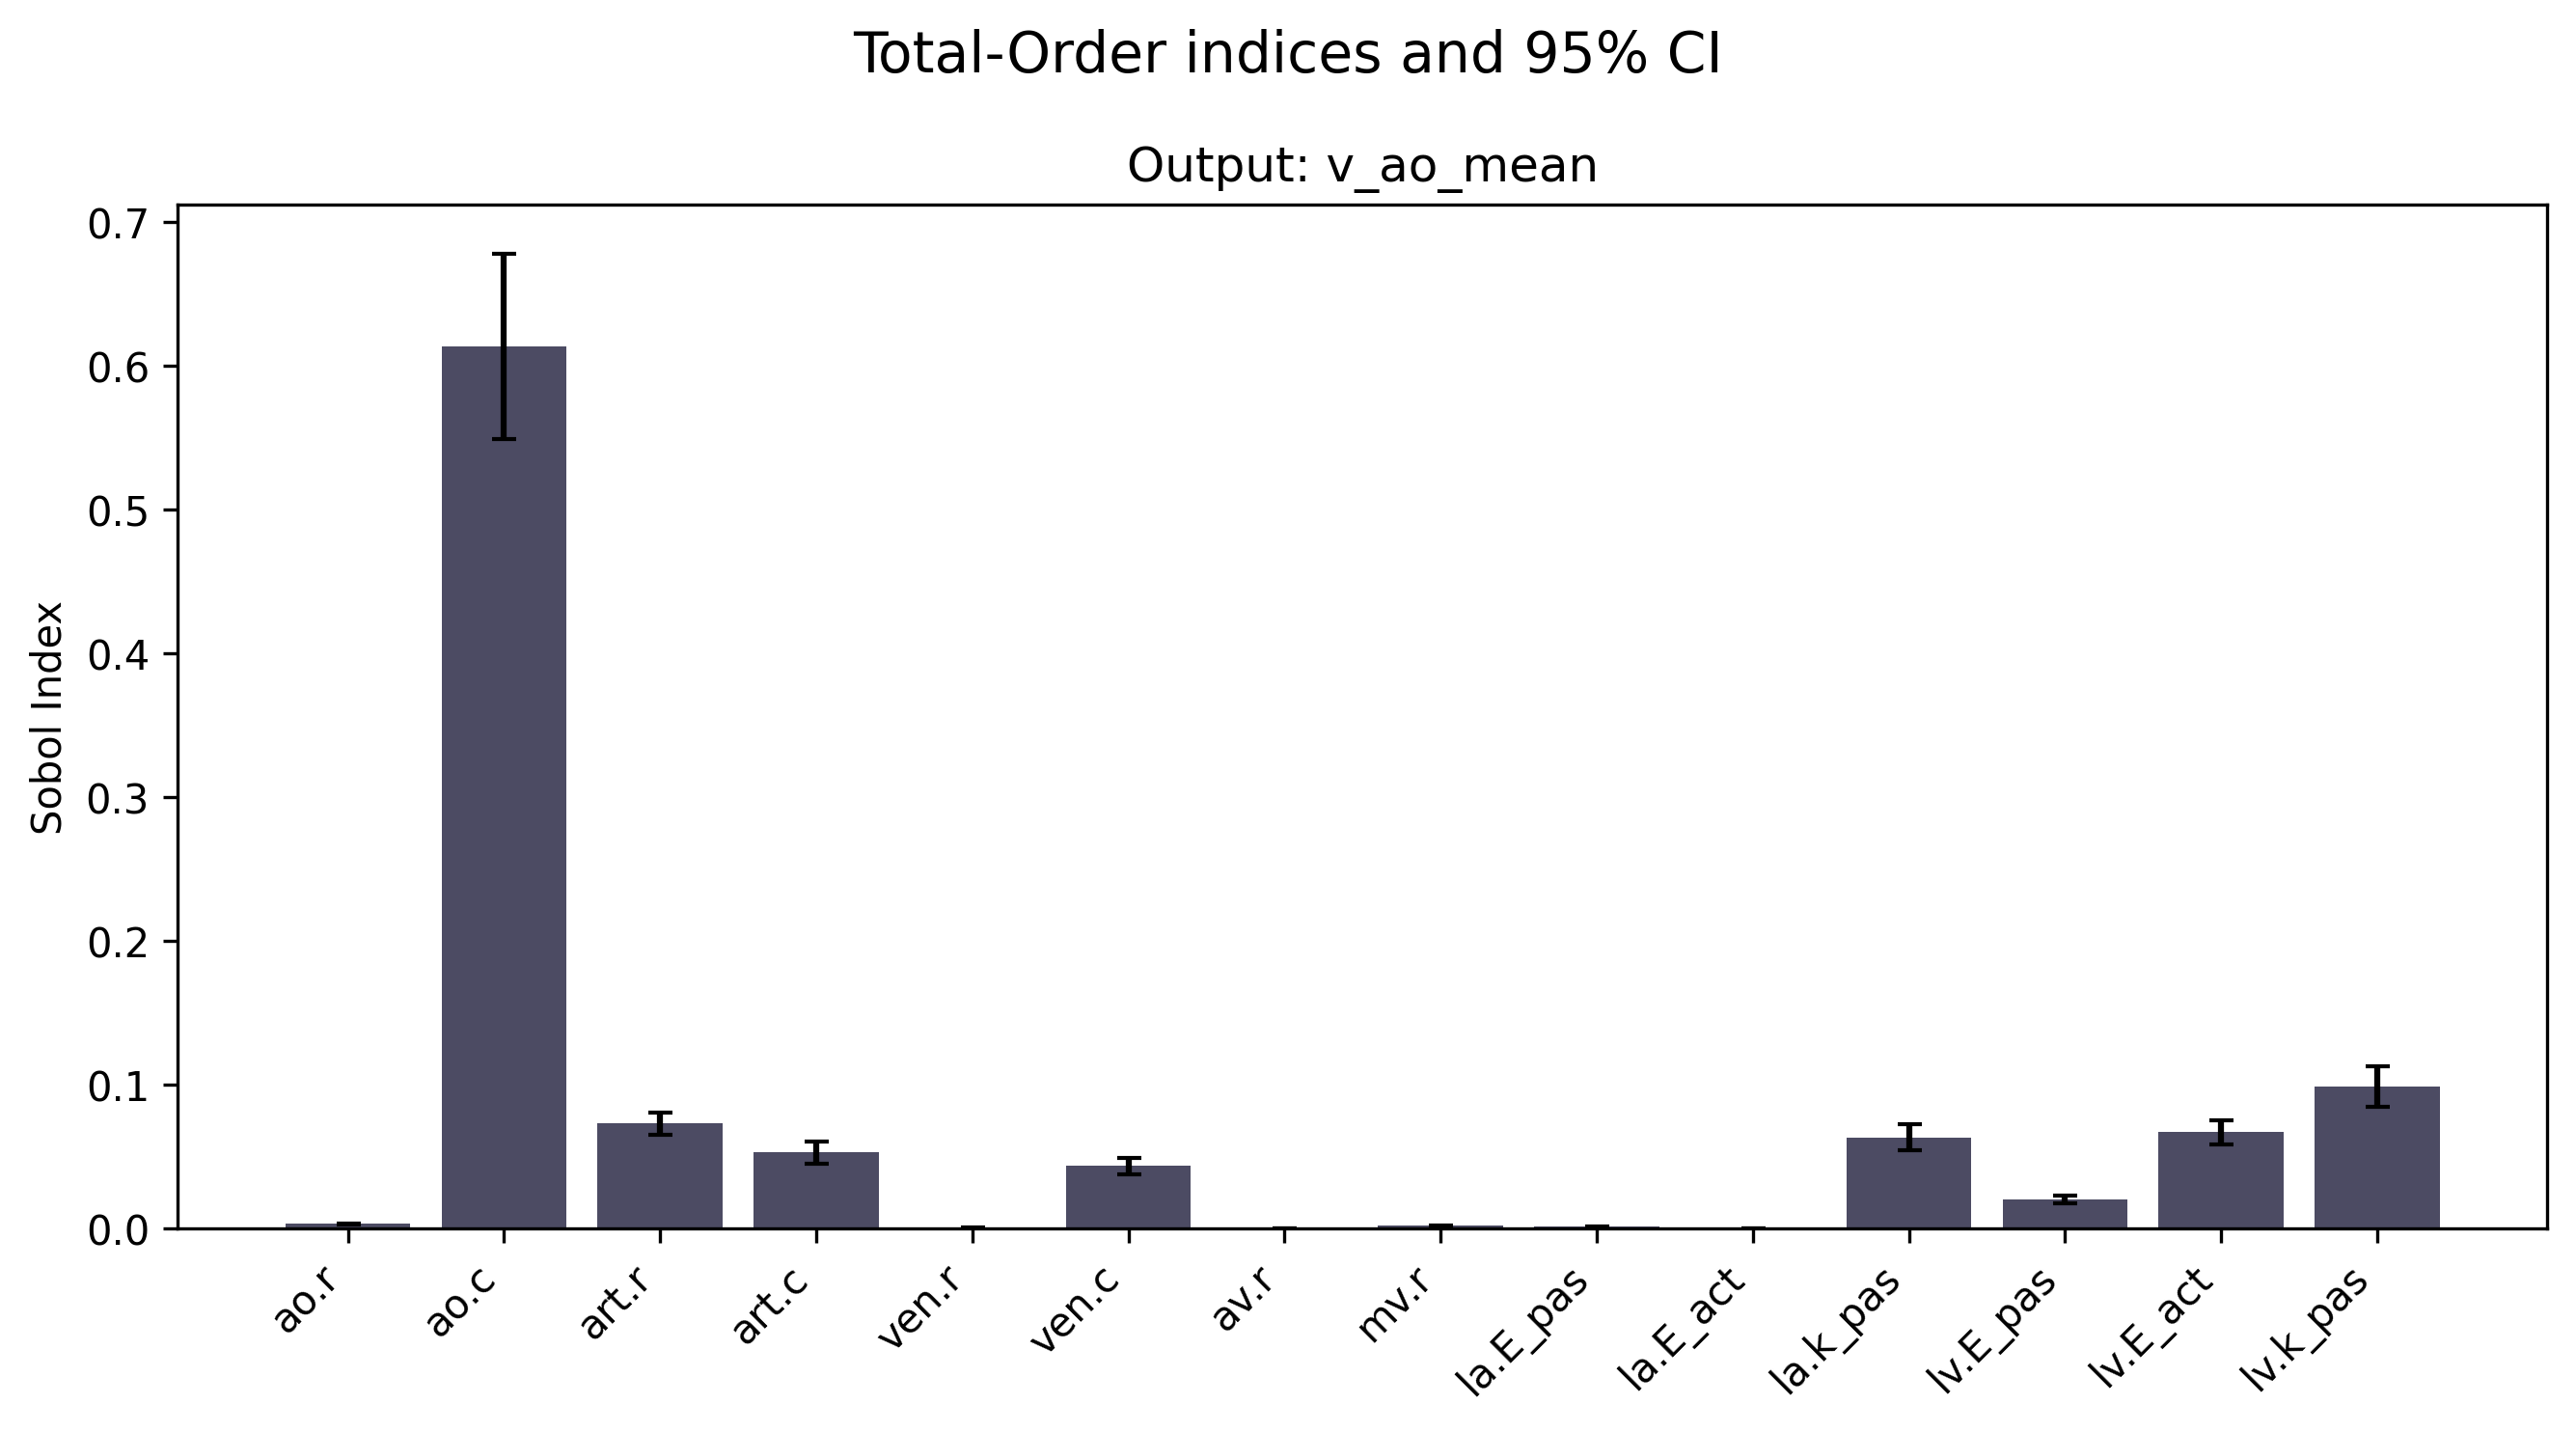 Total-Order indices and 95% CI
Output: v_ao_mean
Sobol Index
0.7
0.6
0.5
0.4
0.3
0.2
0.1
0.0
ao.r
ao.c
art.r
art.c
ven.r
ven.c
av.r
mv.r
la.E_pas
la.E_act
la.k_pas
lv.E_pas
lv.E_act
lv.k_pas